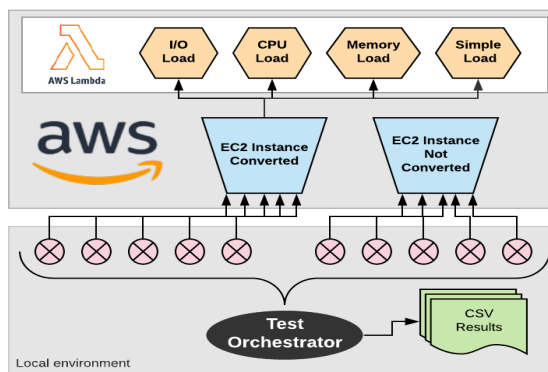 I/O
Load
CPU
Load
Memory
Load
Simple
Load
AWS Lambda
aws
EC2 Instance
Converted
EC2 Instance
Not
Converted
Test
Orchestrator
CSV
Results
Local environment